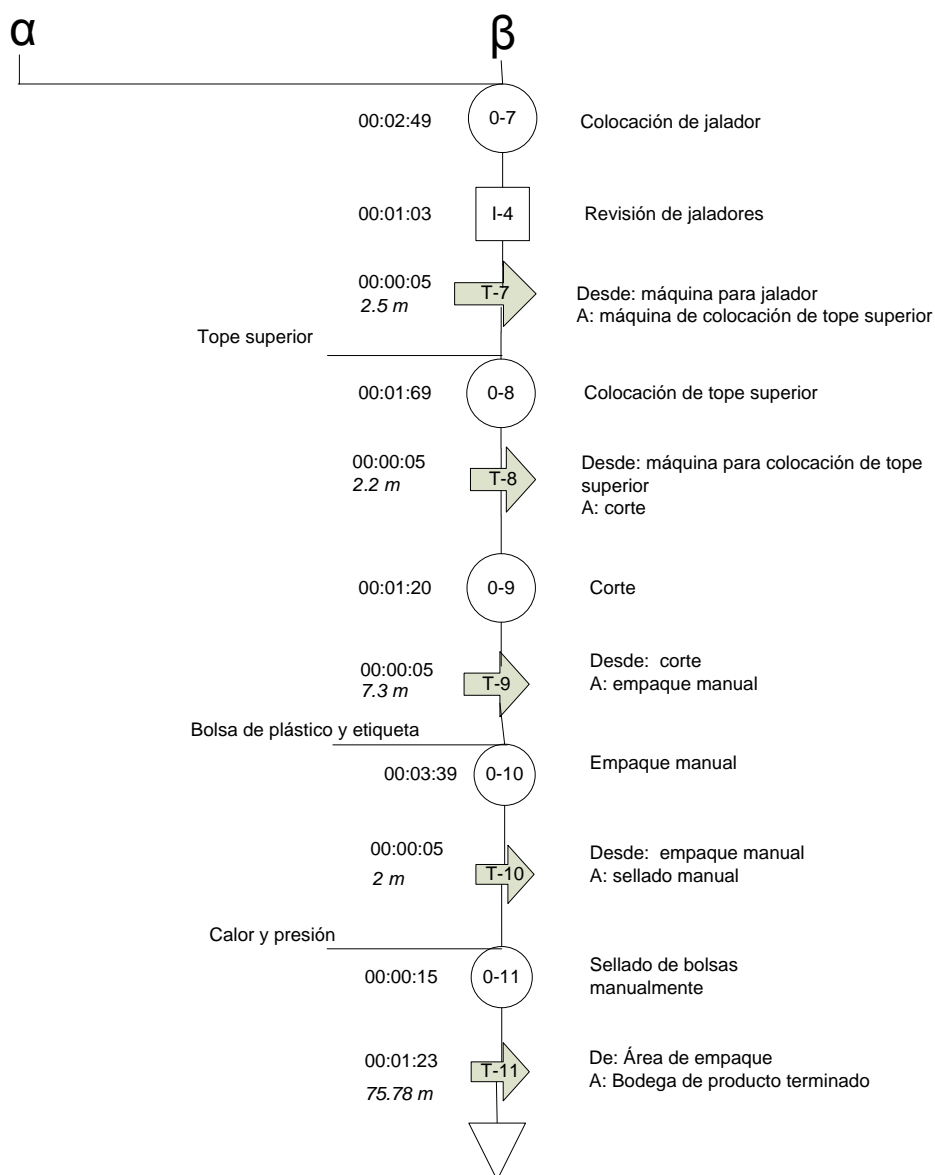 α
β
00:02:49
0-7
Colocación de jalador
00:01:03
I-4
Revisión de jaladores
00:00:05
2.5 m
T-7
Desde: máquina para jalador
A: máquina de colocación de tope superior
Tope superior
00:01:69
0-8
Colocación de tope superior
00:00:05
2.2 m
T-8
Desde: máquina para colocación de tope
superior
A: corte
00:01:20
0-9
Corte
00:00:05
7.3 m
T-9
Desde:  corte
A: empaque manual
Bolsa de plástico y etiqueta
00:03:39
0-10
Empaque manual
00:00:05
2 m
T-10
Desde:  empaque manual
A: sellado manual
Calor y presión
00:00:15
0-11
Sellado de bolsas
manualmente
00:01:23
75.78 m
T-11
De: Área de empaque
A: Bodega de producto terminado